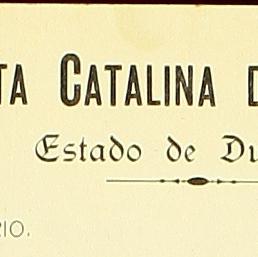 TA CATALINA D
Estado de Du
RIO.